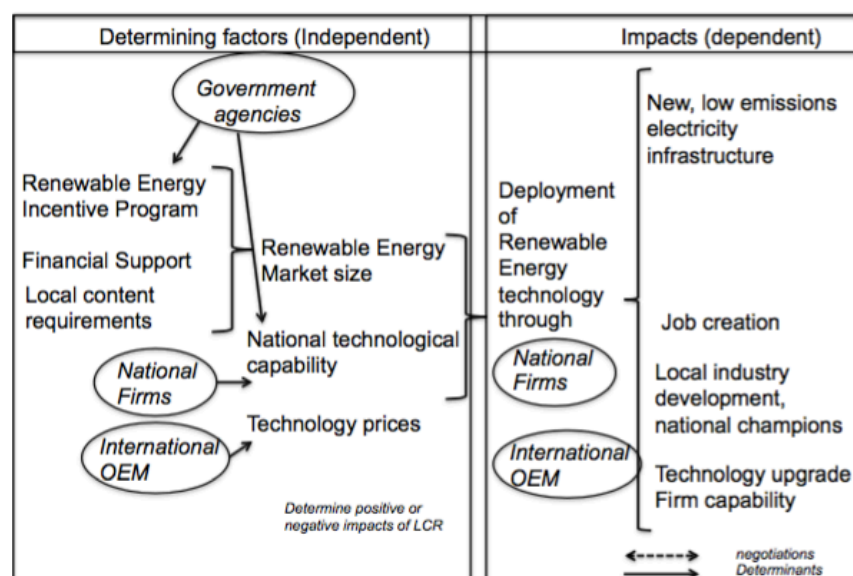 Determining factors (Independent)
Impacts (dependent)
Government
agencies
Renewable Energy
Incentive Program
Financial Support
Local content
requirements
Renewable Energy
Market size
National technological
capability
National
Firms
Technology prices
International
OEM
Determine positive or
negative impacts of LCR
Deployment
of
Renewable
Energy
technology
through
National
Firms
International
OEM
New, low emissions
electricity
infrastructure
Job creation
Local industry
development,
national champions
Technology upgrade
Firm capability
negotiations
Determinants